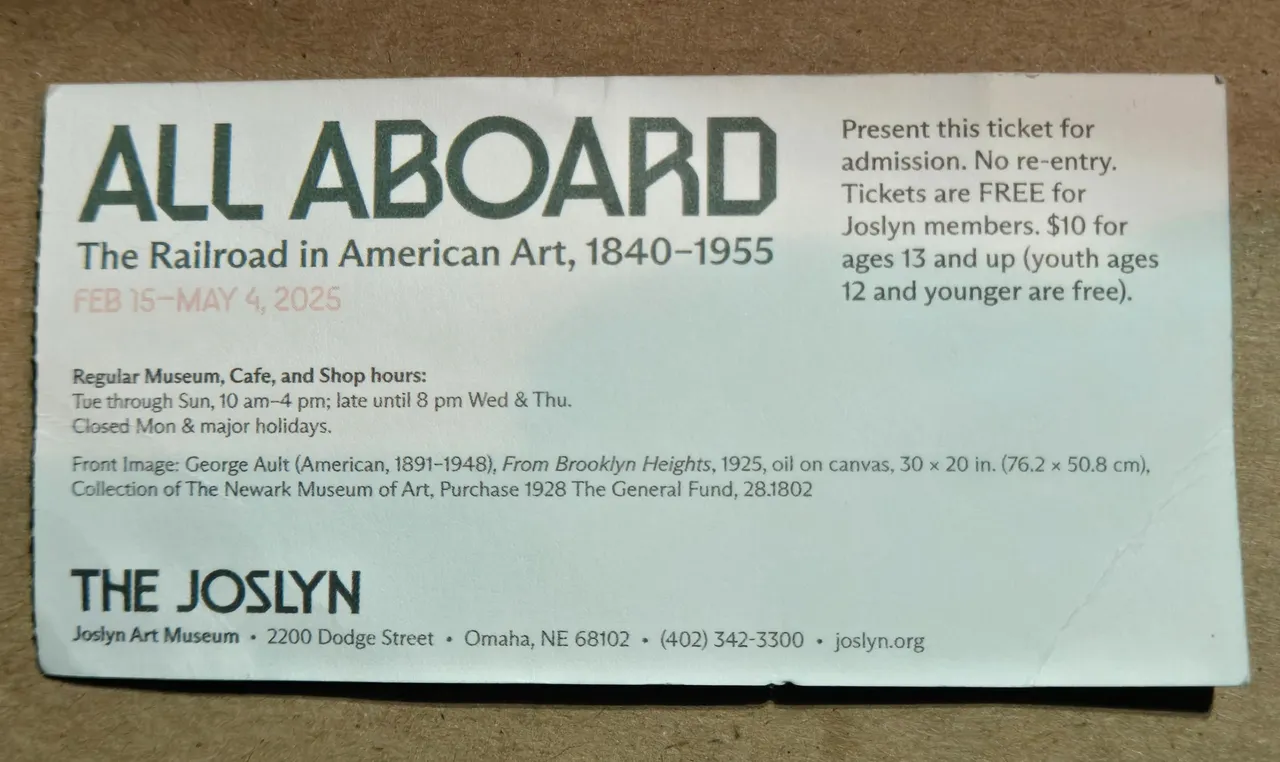 ALL ABOARD
The Railroad in American Art, 1840–1955
FEB 15–MAY 4, 2025
Present this ticket for
admission. No re-entry.
Tickets are FREE for
Joslyn members. $10 for
ages 13 and up (youth ages
12 and younger are free).
Regular Museum, Cafe, and Shop hours:
Tue through Sun, 10 am–4 pm; late until 8 pm Wed & Thu.
Closed Mon & major holidays.
Front Image: George Ault (American, 1891–1948), From Brooklyn Heights, 1925, oil on canvas, 30 × 20 in. (76.2 × 50.8 cm),
Collection of The Newark Museum of Art, Purchase 1928 The General Fund, 28.1802
THE JOSLYN
Joslyn Art Museum • 2200 Dodge Street • Omaha, NE 68102 • (402) 342-3300 • joslyn.org